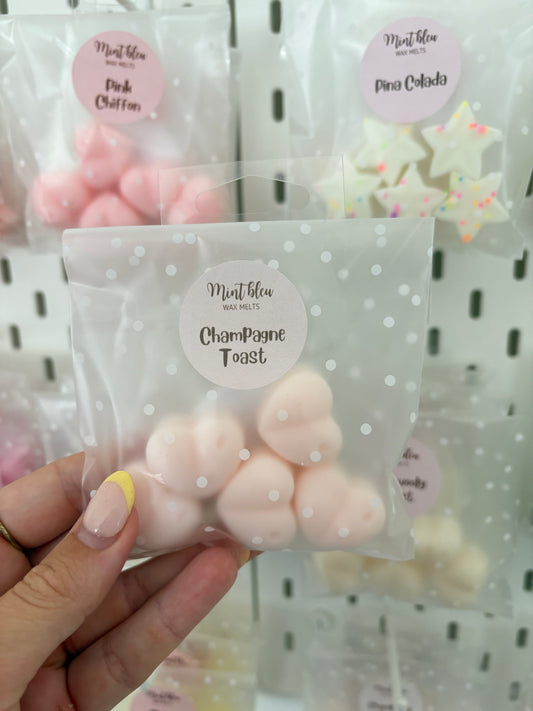 Mint bleu
WAX MELTS
Pink
Chiffon
Mint bleu
WAX MELTS
Pina Colada
Mint bleu
WAX MELTS
ChamPagne
Toast